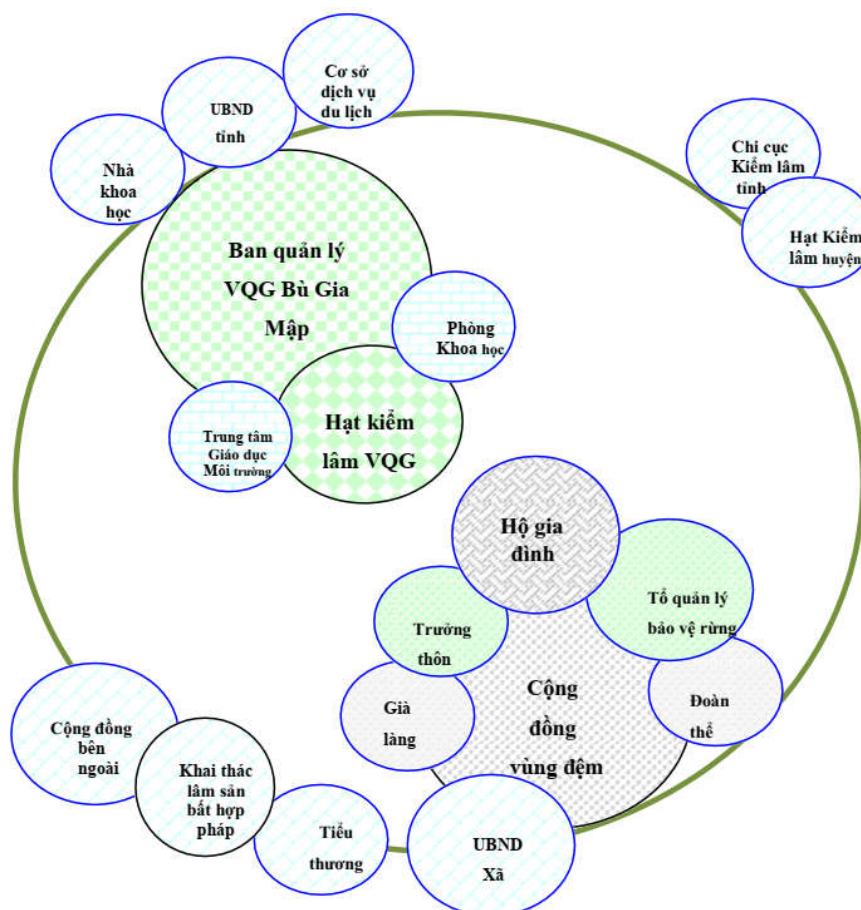 Cơ sở
dịch vụ
du lịch
UBND
tỉnh
Nhà
khoa
học
Chi cục
Kiểm lâm
tỉnh
Hạt Kiểm
lâm huyện
Ban quản lý
VQG Bù Gia
Mập
Phòng
Khoa học
Trung tâm
Giáo dục
Môi trường
Hạt kiểm
lâm VQG
Hộ gia
đình
Trưởng
thôn
Tổ quản lý
bảo vệ rừng
Già
làng
Cộng
đồng
vùng đệm
Đoàn
thể
Cộng đồng
bên
ngoài
Khai thác
lâm sản
bất hợp
pháp
Tiểu
thương
UBND
Xã